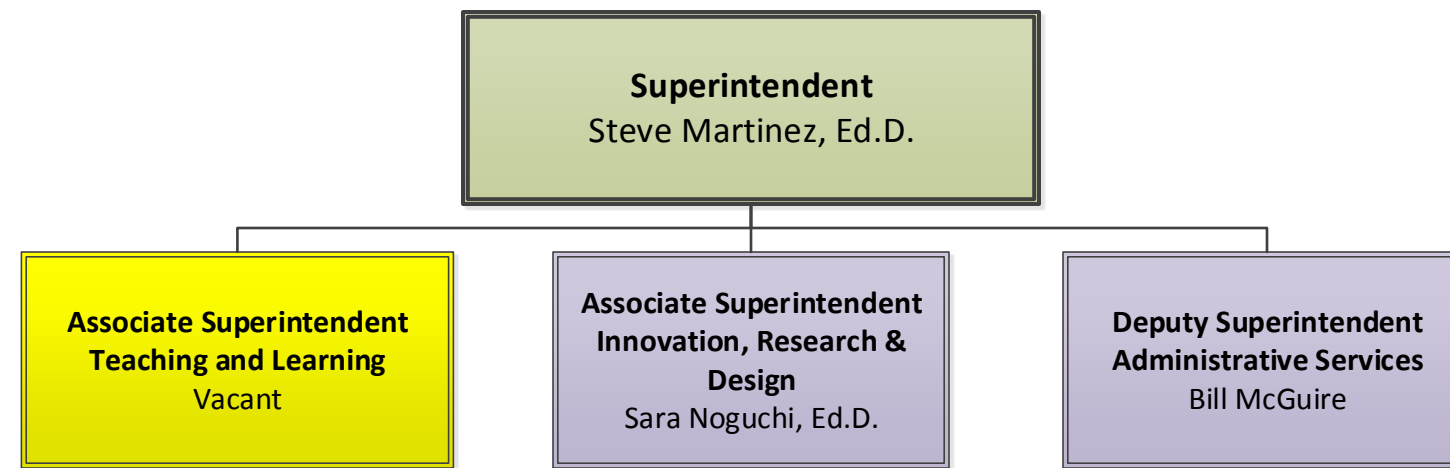 Superintendent
Steve Martinez, Ed.D.
Associate Superintendent
Teaching and Learning
Vacant
Associate Superintendent
Innovation, Research &
Design
Sara Noguchi, Ed.D.
Deputy Superintendent
Administrative Services
Bill McGuire